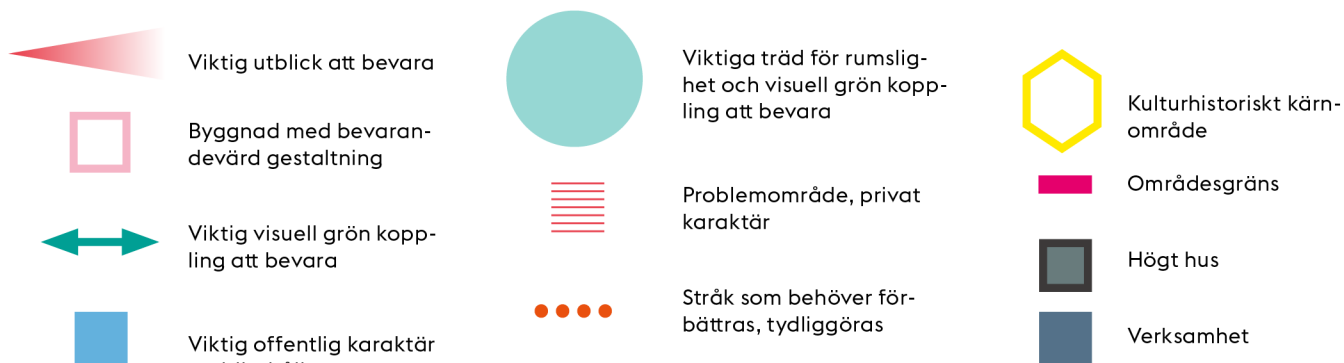 Viktig utblick att bevara
Byggnad med bevaran-
devärd gestaltning
Viktig visuell grön kopp-
ling att bevara
Viktig offentlig karaktär
Viktiga träd för rumslig-
het och visuell grön kopp-
ling att bevara
Problemområde, privat
karaktär
Stråk som behöver för-
bättras, tydliggöras
Kulturhistoriskt kärn-
område
Områdesgräns
Högt hus
Verksamhet